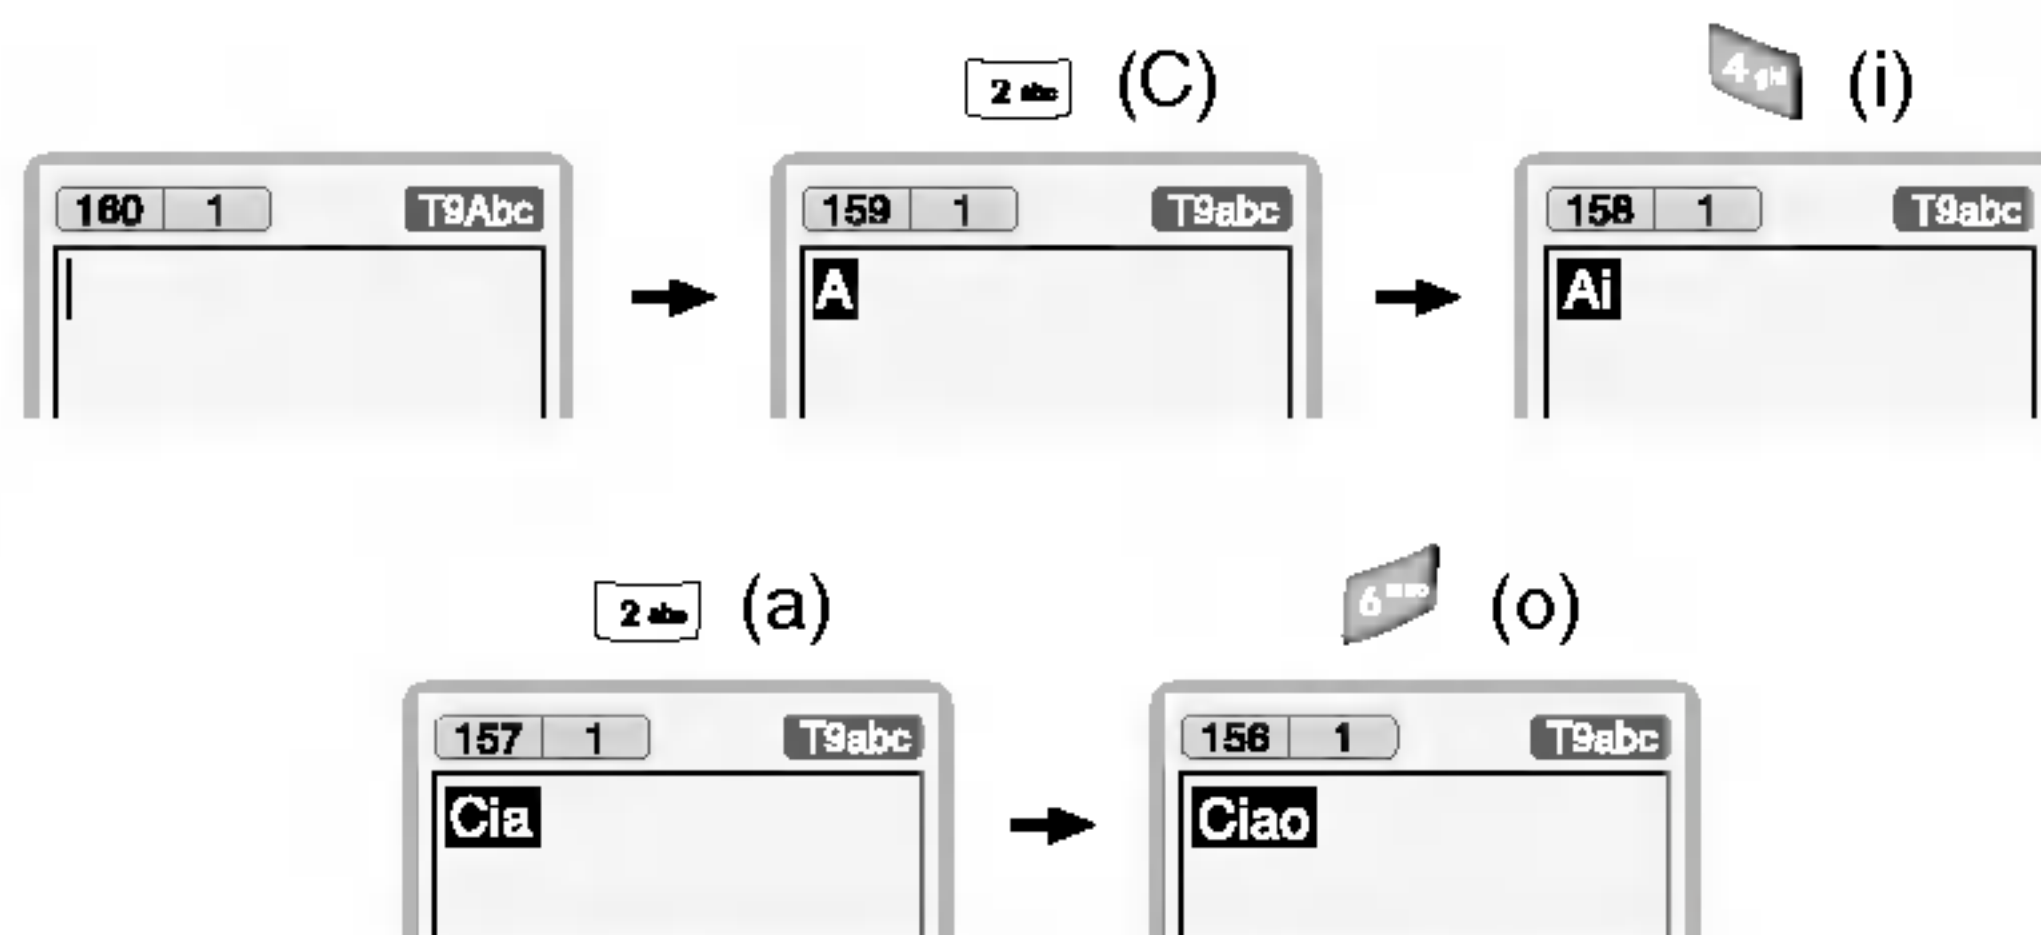 2 abc (C) 4 ghi (i)
160 1 T9Abc 159 1 T9abc 158 1 T9abc
A Ai
2 abc (a) 6 mno (o)
157 1 T9abc 156 1 T9abc
Cia Ciao